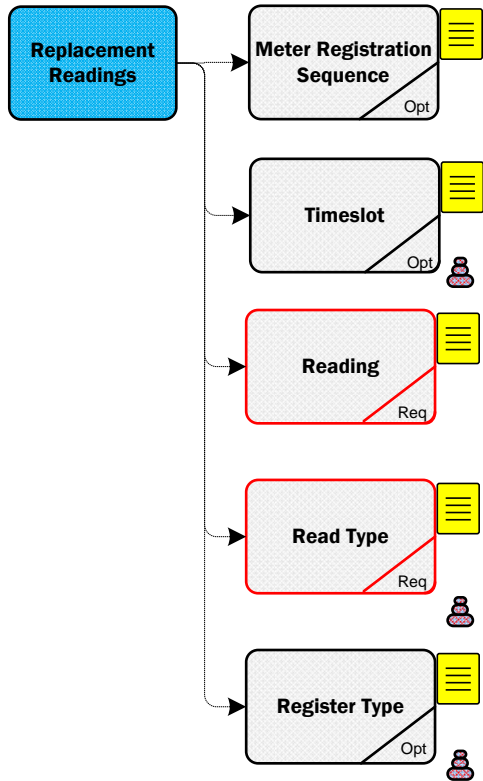 Replacement
Readings
Meter Registration
Sequence
Opt
Timeslot
Opt
Reading
Req
Read Type
Req
Register Type
Opt